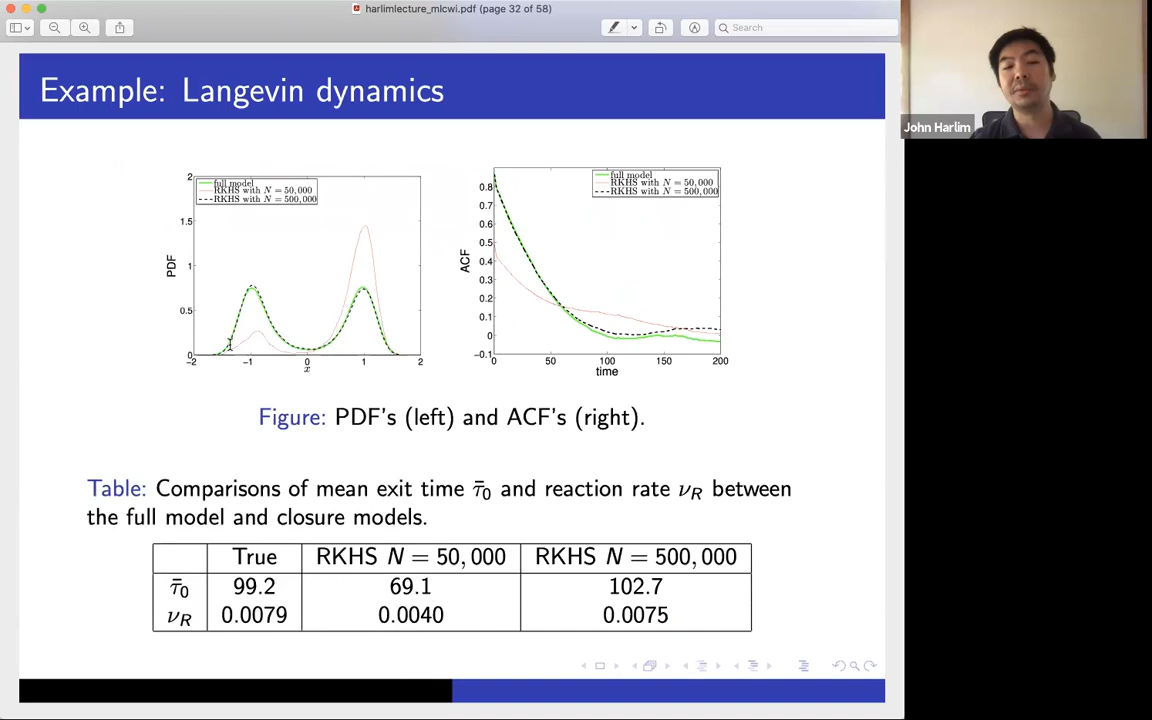 harlimlecture_mlcwi.pdf (page 32 of 58)
Search
John Harlim
Example: Langevin dynamics
full model
RKHS with N = 50,000
RKHS with N = 500,000
2
1.5
1
0.5
0
PDF
-2
-1
0
1
2
x
full model
RKHS with N = 50,000
RKHS with N = 500,000
0.8
0.7
0.6
0.5
0.4
0.3
0.2
0.1
0
-0.1
ACF
0
50
100
150
200
time
Figure: PDF's (left) and ACF's (right).
Table: Comparisons of mean exit time τ̄₀ and reaction rate ν_R between
the full model and closure models.
True RKHS N = 50,000 RKHS N = 500,000
τ̄₀ 99.2 69.1 102.7
ν_R 0.0079 0.0040 0.0075